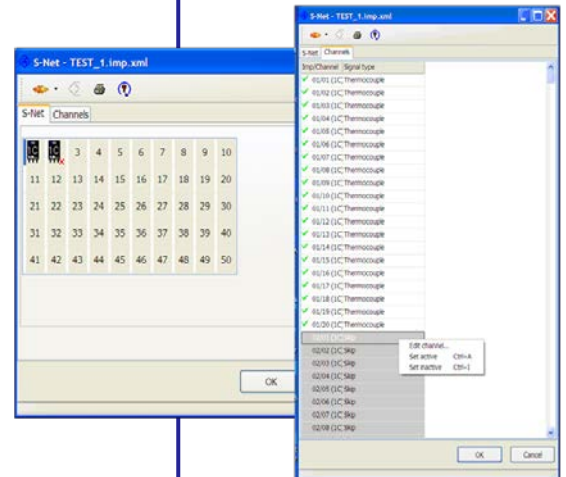 S-Net - TEST_1.imp.xml
S-Net Channels
1C 1C 3 4 5 6 7 8 9 10
11 12 13 14 15 16 17 18 19 20
21 22 23 24 25 26 27 28 29 30
31 32 33 34 35 36 37 38 39 40
41 42 43 44 45 46 47 48 49 50
OK
S-Net - TEST_1.imp.xml
S-Net Channels
Imp/Channel Signal type
01/01 (1C Thermocouple
01/02 (1C Thermocouple
01/03 (1C Thermocouple
01/04 (1C Thermocouple
01/05 (1C Thermocouple
01/06 (1C Thermocouple
01/07 (1C Thermocouple
01/08 (1C Thermocouple
01/09 (1C Thermocouple
01/10 (1C Thermocouple
01/11 (1C Thermocouple
01/12 (1C Thermocouple
01/13 (1C Thermocouple
01/14 (1C Thermocouple
01/15 (1C Thermocouple
01/16 (1C Thermocouple
01/17 (1C Thermocouple
01/18 (1C Thermocouple
01/19 (1C Thermocouple
01/20 (1C Thermocouple
02/01 (1C Skip
Edit channel...
02/02 (1C Skip
Set active Ctrl+A
02/03 (1C Skip
Set inactive Ctrl+I
02/04 (1C Skip
02/05 (1C Skip
02/06 (1C Skip
02/07 (1C Skip
02/08 (1C Skip
OK Cancel